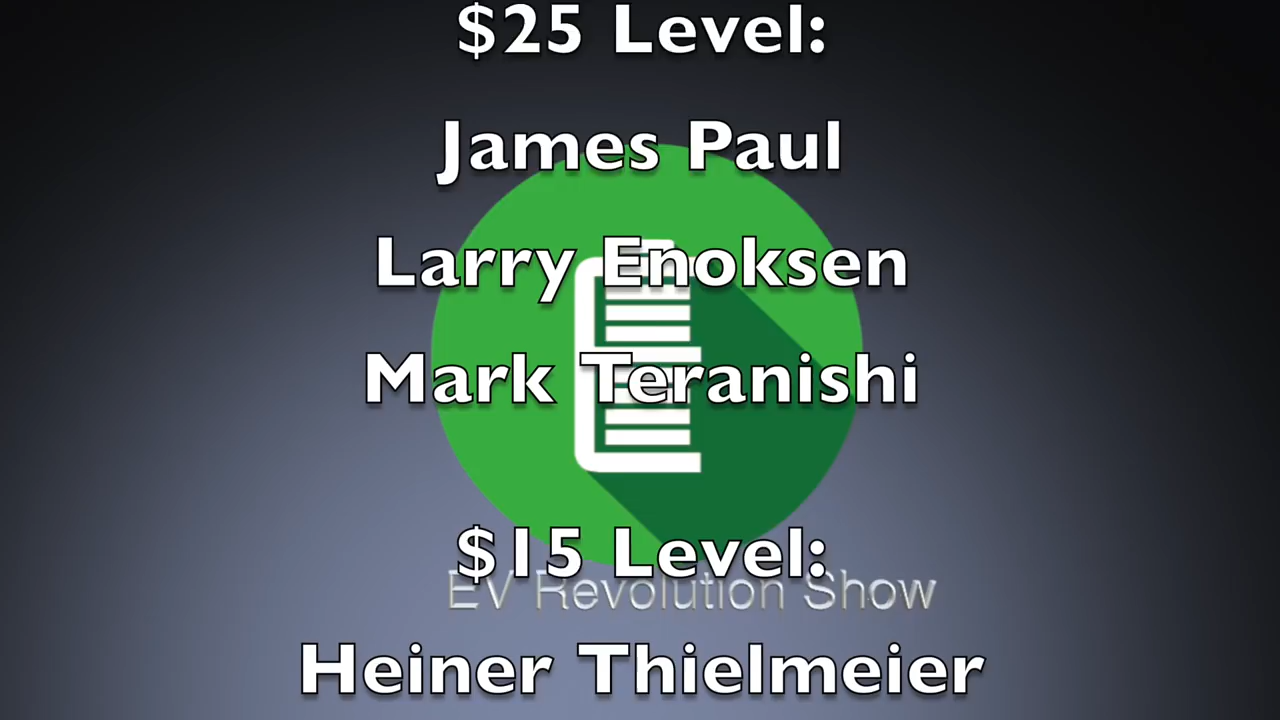 $25 Level:
James Paul
Larry Enoksen
Mark Teranishi
$15 Level:
EV Revolution Show
Heiner Thielmeier